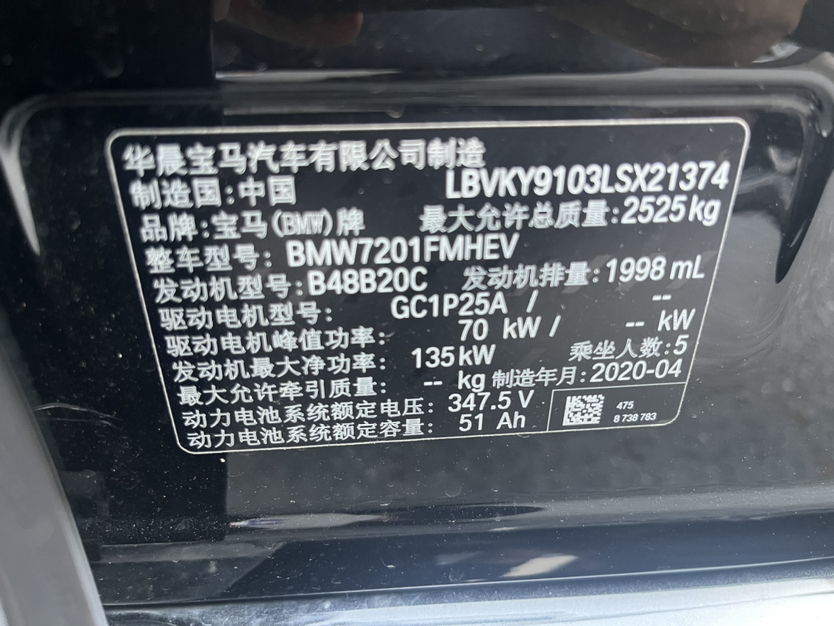 华晨宝马汽车有限公司制造
制造国:中国 LBVKY9103LSX21374
品牌:宝马(BMW)牌 最大允许总质量:2525kg
整车型号:BMW7201FMHEV
发动机型号:B48B20C 发动机排量:1998 mL
驱动电机型号: GC1P25A / --
驱动电机峰值功率: 70 kW / -- kW
发动机最大净功率: 135kW 乘坐人数:5
最大允许牵引质量: -- kg 制造年月:2020-04
动力电池系统额定电压: 347.5 V
动力电池系统额定容量: 51 Ah
475
8 738 783